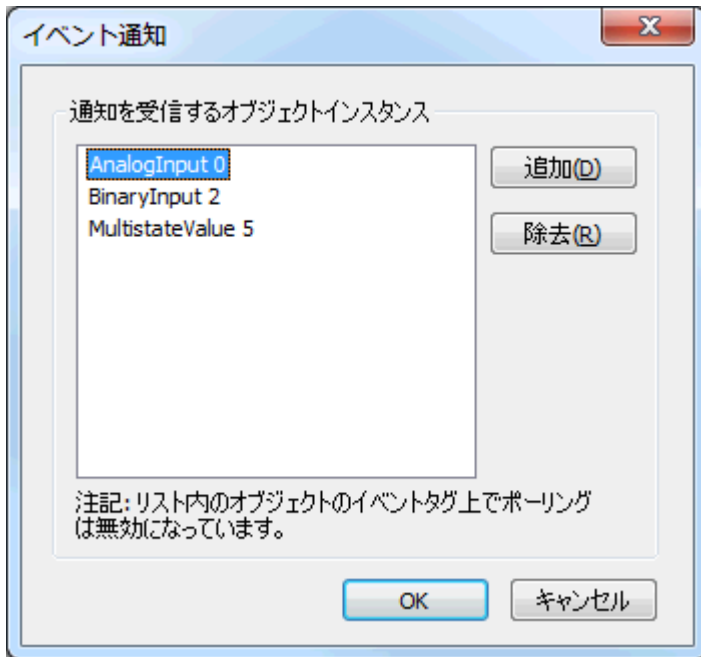 イベント通知
通知を受信するオブジェクトインスタンス
AnalogInput 0
BinaryInput 2
MultistateValue 5
追加(D)
除去(R)
注記: リスト内のオブジェクトのイベントタグ上でポーリング
は無効になっています。
OK
キャンセル